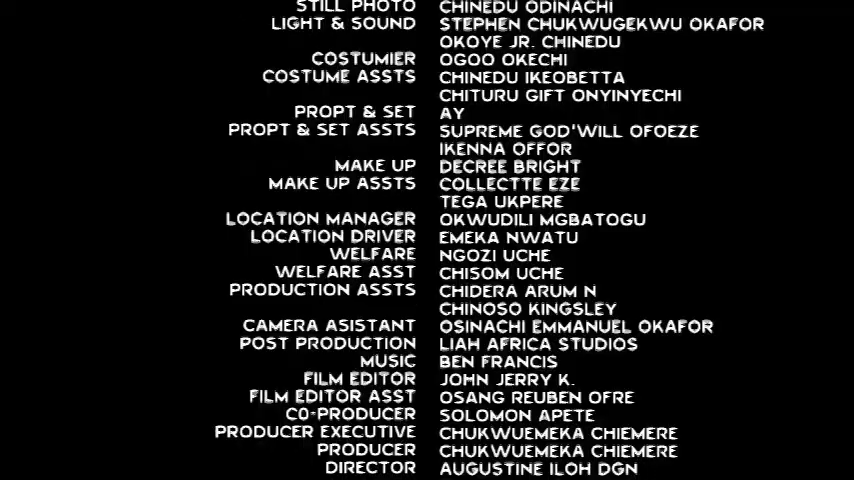 STILL PHOTO CHINEDU ODINACHI
LIGHT & SOUND STEPHEN CHUKWUGEKWU OKAFOR
OKOYE JR. CHINEDU
COSTUMIER OGOO OKECHI
COSTUME ASSTS CHINEDU IKEOBETTA
CHITURU GIFT ONYINYECHI
PROPT & SET AY
PROPT & SET ASSTS SUPREME GOD'WILL OFOEZE
IKENNA OFFOR
MAKE UP DECREE BRIGHT
MAKE UP ASSTS COLLECTTE EZE
TEGA UKPERE
LOCATION MANAGER OKWUDILI MGBATOGU
LOCATION DRIVER EMEKA NWATU
WELFARE NGOZI UCHE
WELFARE ASST CHISOM UCHE
PRODUCTION ASSTS CHIDERA ARUM N
CHINOSO KINGSLEY
CAMERA ASISTANT OSINACHI EMMANUEL OKAFOR
POST PRODUCTION LIAH AFRICA STUDIOS
MUSIC BEN FRANCIS
FILM EDITOR JOHN JERRY K.
FILM EDITOR ASST OSANG REUBEN OFRE
CO-PRODUCER SOLOMON APETE
PRODUCER EXECUTIVE CHUKWUEMEKA CHIEMERE
PRODUCER CHUKWUEMEKA CHIEMERE
DIRECTOR AUGUSTINE ILOH DGN